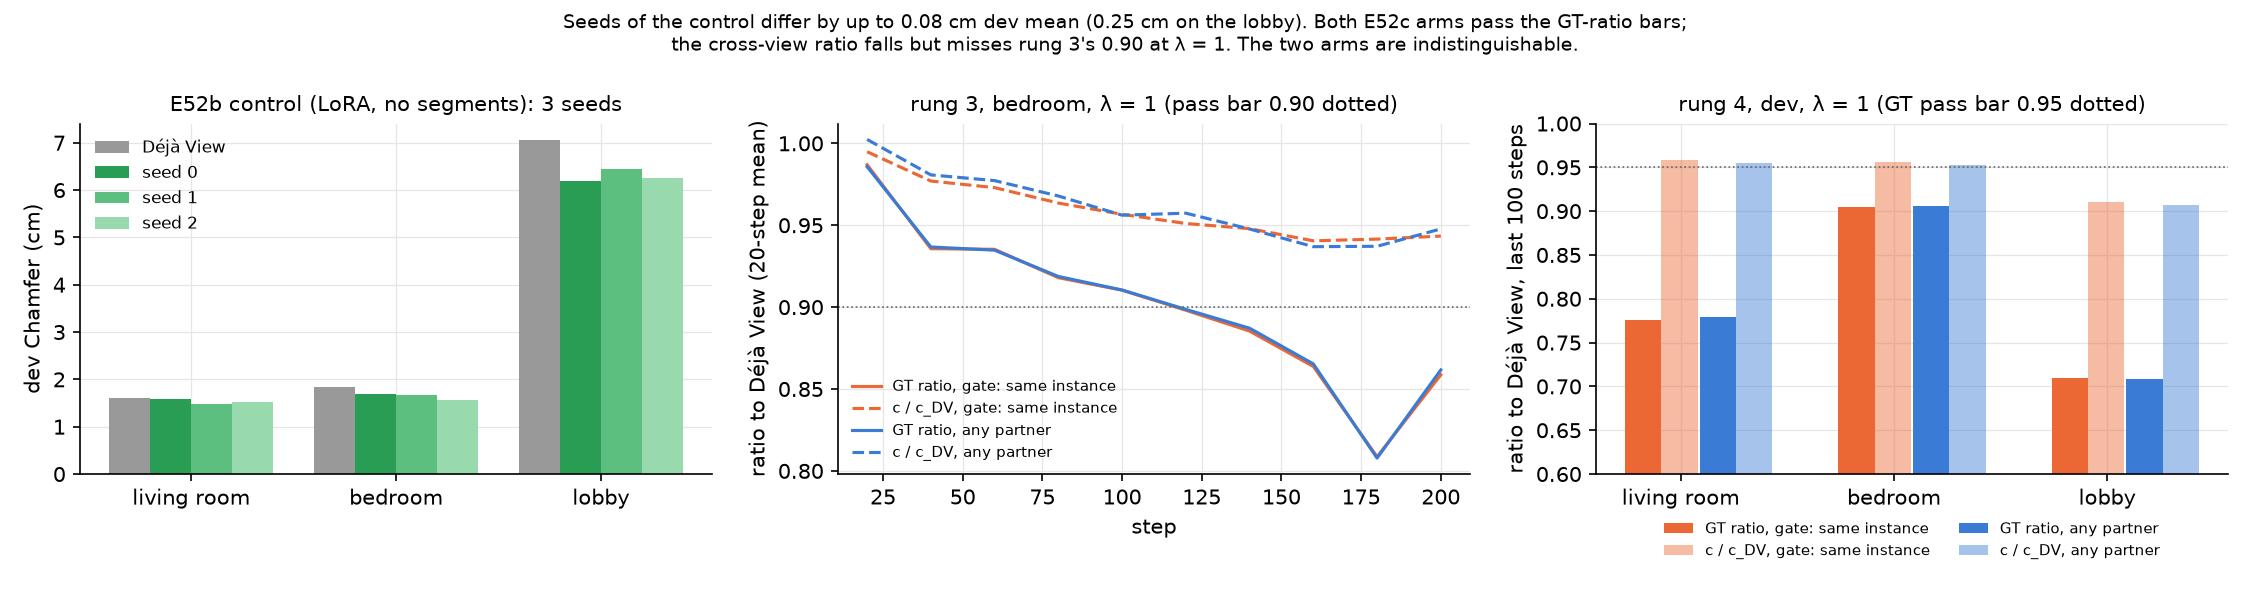 Seeds of the control differ by up to 0.08 cm dev mean (0.25 cm on the lobby). Both E52c arms pass the GT-ratio bars;
the cross-view ratio falls but misses rung 3's 0.90 at λ = 1. The two arms are indistinguishable.
E52b control (LoRA, no segments): 3 seeds
dev Chamfer (cm)
7
6
5
4
3
2
1
0
Déjà View
seed 0
seed 1
seed 2
living room
bedroom
lobby
rung 3, bedroom, λ = 1 (pass bar 0.90 dotted)
ratio to Déjà View (20-step mean)
1.00
0.95
0.90
0.85
0.80
GT ratio, gate: same instance
c / c_DV, gate: same instance
GT ratio, any partner
c / c_DV, any partner
25
50
75
100
125
150
175
200
step
rung 4, dev, λ = 1 (GT pass bar 0.95 dotted)
ratio to Déjà View, last 100 steps
1.00
0.95
0.90
0.85
0.80
0.75
0.70
0.65
0.60
living room
bedroom
lobby
GT ratio, gate: same instance
c / c_DV, gate: same instance
GT ratio, any partner
c / c_DV, any partner